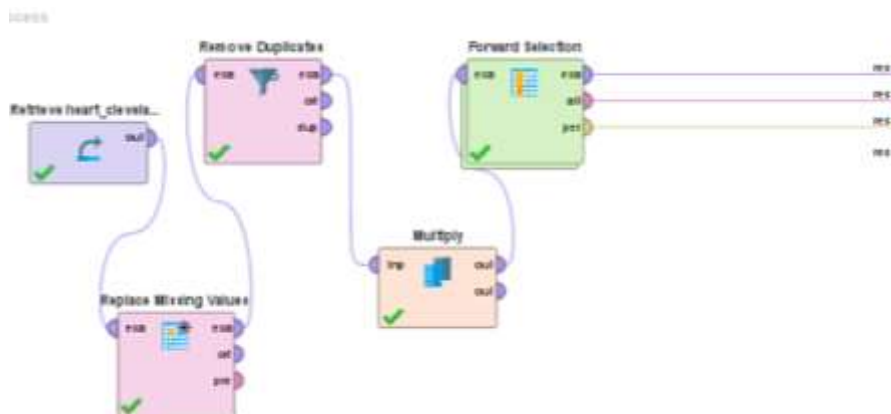 ocess
Remove Duplicates
exa
exa
ori
dup
Forward Selection
exa
exa
att
per
res
res
res
res
Retrieve heart_clevela...
out
Multiply
inp
out
out
Replace Missing Values
exa
exa
ori
pre